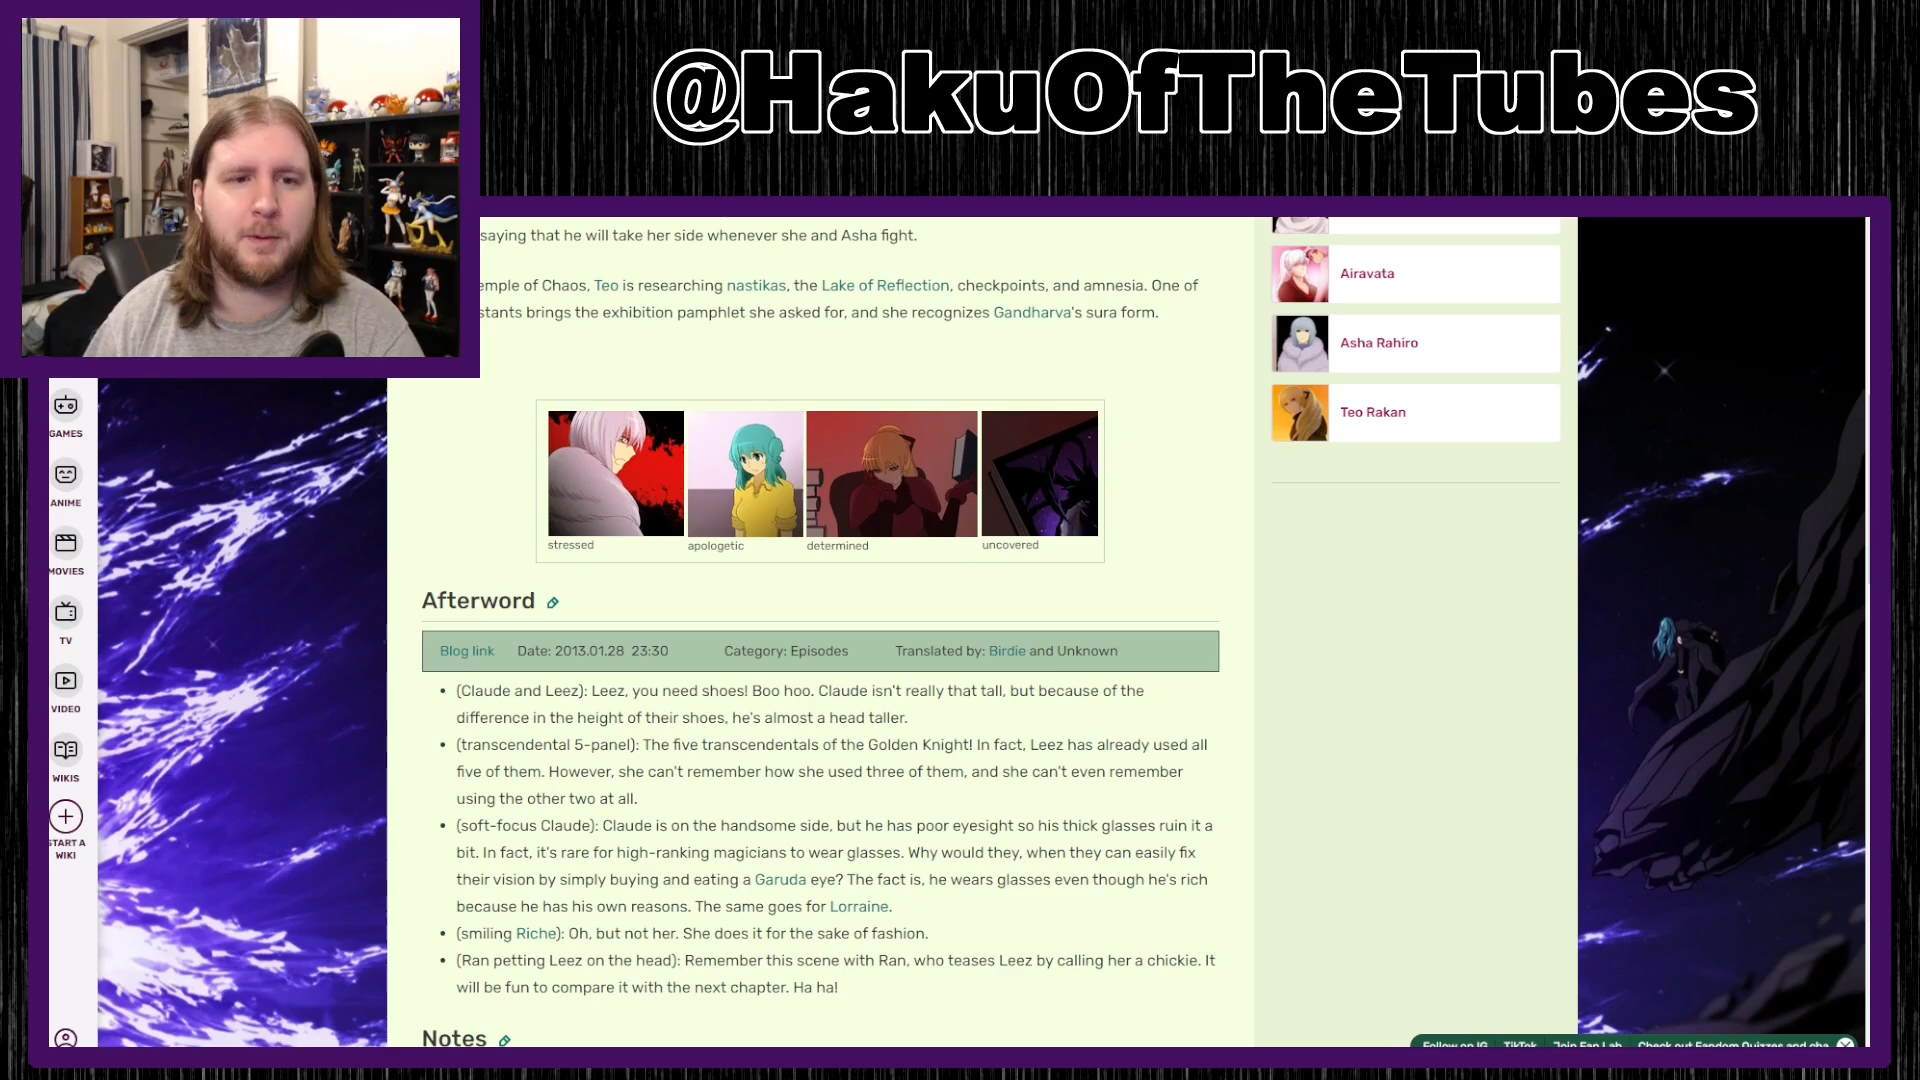 @HakuOfTheTubes
saying that he will take her side whenever she and Asha fight.
emple of Chaos, Teo is researching nastikas, the Lake of Reflection, checkpoints, and amnesia. One of
stants brings the exhibition pamphlet she asked for, and she recognizes Gandharva's sura form.
Airavata
Asha Rahiro
Teo Rakan
GAMES
ANIME
MOVIES
TV
VIDEO
WIKIS
START A
WIKI
stressed
apologetic
determined
uncovered
Afterword
Blog link Date: 2013.01.28 23:30 Category: Episodes Translated by: Birdie and Unknown
• (Claude and Leez): Leez, you need shoes! Boo hoo. Claude isn't really that tall, but because of the
difference in the height of their shoes, he's almost a head taller.
• (transcendental 5-panel): The five transcendentals of the Golden Knight! In fact, Leez has already used all
five of them. However, she can't remember how she used three of them, and she can't even remember
using the other two at all.
• (soft-focus Claude): Claude is on the handsome side, but he has poor eyesight so his thick glasses ruin it a
bit. In fact, it's rare for high-ranking magicians to wear glasses. Why would they, when they can easily fix
their vision by simply buying and eating a Garuda eye? The fact is, he wears glasses even though he's rich
because he has his own reasons. The same goes for Lorraine.
• (smiling Riche): Oh, but not her. She does it for the sake of fashion.
• (Ran petting Leez on the head): Remember this scene with Ran, who teases Leez by calling her a chickie. It
will be fun to compare it with the next chapter. Ha ha!
Notes
Follow on IG TikTok Join Fan Lab Check out Fandom Quizzes and cha